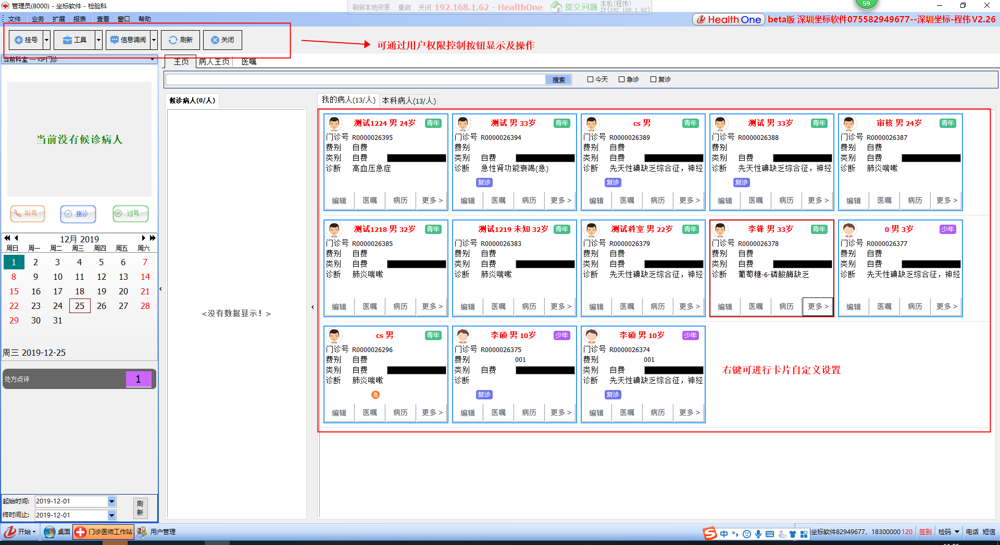 管理员(8000) - 坐标软件 - 检验科
刷新本地资源 重启 关闭 192.168.1.62 - HealthOne 提交问题 本机(程伟) IP(192.168.1.62)
59
文件 业务 扩展 报表 查看 窗口 帮助
Health One beta版 深圳坐标软件075582949677--深圳坐标-程伟 V2.26
挂号 工具 信息调阅 刷新 关闭
可通过用户权限控制按钮显示及操作
当前科室 --- VIP门诊
主页 病人主页 医嘱
搜索 今天 急诊 复诊
候诊病人(0/人)
我的病人(13/人) 本科病人(13/人)
当前没有候诊病人
叫号 接诊 过号
12月 2019
周日 周一 周二 周三 周四 周五 周六
1 2 3 4 5 6 7
8 9 10 11 12 13 14
15 16 17 18 19 20 21
22 23 24 25 26 27 28
29 30 31
周三 2019-12-25
处方点评 1
起始时间: 2019-12-01
终时间止: 2019-12-01
刷新
<没有数据显示! >
测试1224 男 24岁 青年
门诊号 R0000026395
费别 自费
类别 自费
诊断 高血压急症
编辑 医嘱 病历 更多 >
测试 男 33岁 青年
门诊号 R0000026394
费别
类别 自费
诊断 急性肾功能衰竭(急)
复诊
编辑 医嘱 病历 更多 >
cs 男 青年
门诊号 R0000026389
费别 自费
类别 自费
诊断 先天性碘缺乏综合征，神经
复诊
编辑 医嘱 病历 更多 >
测试 男 33岁 青年
门诊号 R0000026388
费别
类别 自费
诊断 先天性碘缺乏综合征，神经
复诊
编辑 医嘱 病历 更多 >
审核 男 24岁 青年
门诊号 R0000026387
费别 自费
类别 自费
诊断 肺炎喘嗽
编辑 医嘱 病历 更多 >
测试1218 男 32岁 青年
门诊号 R0000026385
费别 自费
类别 自费
诊断 肺炎喘嗽
编辑 医嘱 病历 更多 >
测试1219 未知 32岁 青年
门诊号 R0000026383
费别 自费
类别 自费
诊断 肺炎喘嗽
编辑 医嘱 病历 更多 >
测试科室 男 22岁 青年
门诊号 R0000026379
费别 自费
类别 自费
诊断 先天性碘缺乏综合征，神经
编辑 医嘱 病历 更多 >
李锋 男 33岁 青年
门诊号 R0000026378
费别 自费
类别 自费
诊断 葡萄糖-6-磷酸酶缺乏
编辑 医嘱 病历 更多 >
0 男 3岁 少年
门诊号 R0000026377
费别 自费
类别 自费
诊断 先天性碘缺乏综合征，神经
编辑 医嘱 病历 更多 >
cs 男 青年
门诊号 R0000026296
费别 自费
类别 自费
诊断 肺炎喘嗽
急
编辑 医嘱 病历 更多 >
李硕 男 10岁 少年
门诊号 R0000026375
费别 001
类别 自费
诊断
复诊
编辑 医嘱 病历 更多 >
李硕 男 10岁 少年
门诊号 R0000026374
费别 001
类别 自费
诊断 先天性碘缺乏综合征，神经
复诊
编辑 医嘱 病历 更多 >
右键可进行卡片自定义设置
开始 桌面 门诊医师工作站 用户管理
中 坐标软件82949677、18300000120 签到 检码 电话 短信